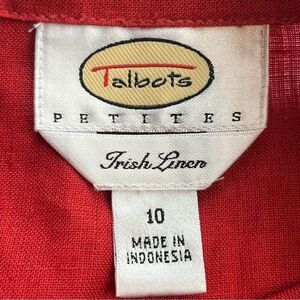 Talbots
PETITES
Irish Linen
10
MADE IN
INDONESIA